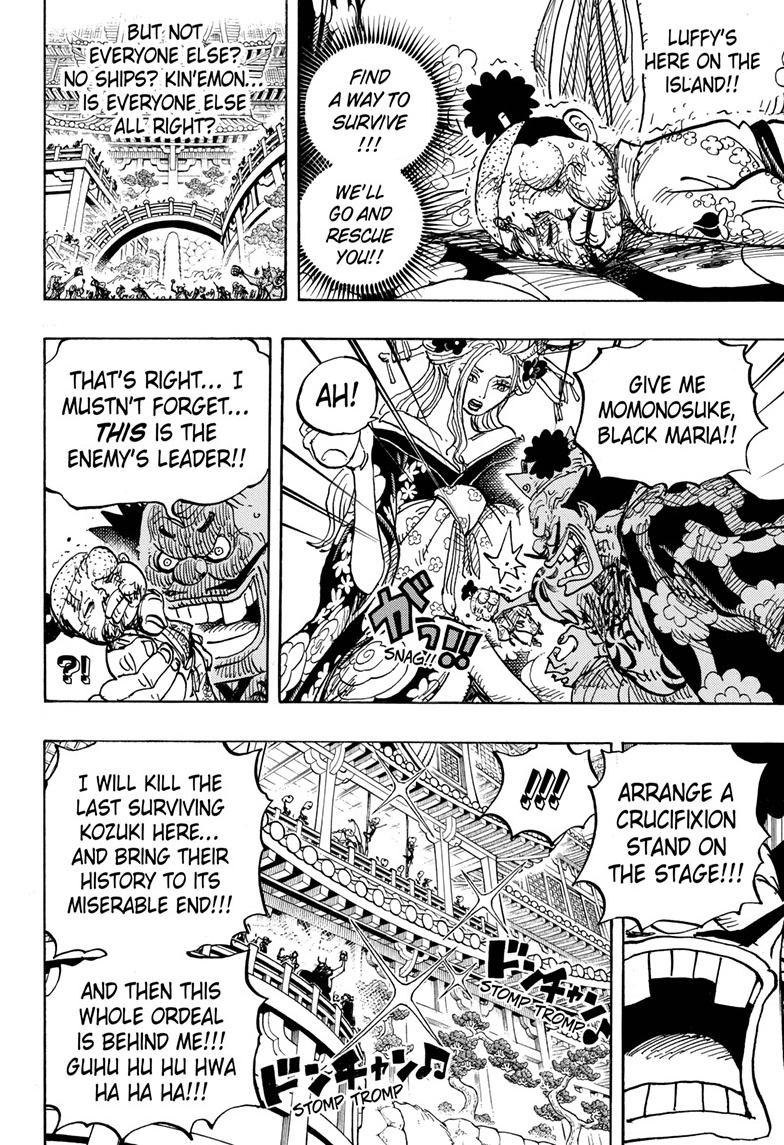 LUFFY'S
HERE ON THE
ISLAND!!
FIND
A WAY TO
SURVIVE
!!!
WE'LL
GO AND
RESCUE
YOU!!
BUT NOT
EVERYONE ELSE?
NO SHIPS? KIN'EMON...
IS EVERYONE ELSE
ALL RIGHT?
GIVE ME
MOMONOSUKE,
BLACK MARIA!!
AH!
ガッ!!
SNAG!!
THAT'S RIGHT... I
MUSTN'T FORGET...
THIS IS THE
ENEMY'S LEADER!!
?!
ARRANGE A
CRUCIFIXION
STAND ON
THE STAGE!!!
!!!
ドンチャン♪
STOMP TROMP
ドンチャン♫
STOMP TROMP
I WILL KILL THE
LAST SURVIVING
KOZUKI HERE...
AND BRING THEIR
HISTORY TO ITS
MISERABLE END!!!
AND THEN THIS
WHOLE ORDEAL
IS BEHIND ME!!!
GUHU HU HU HWA
HA HA HA!!!